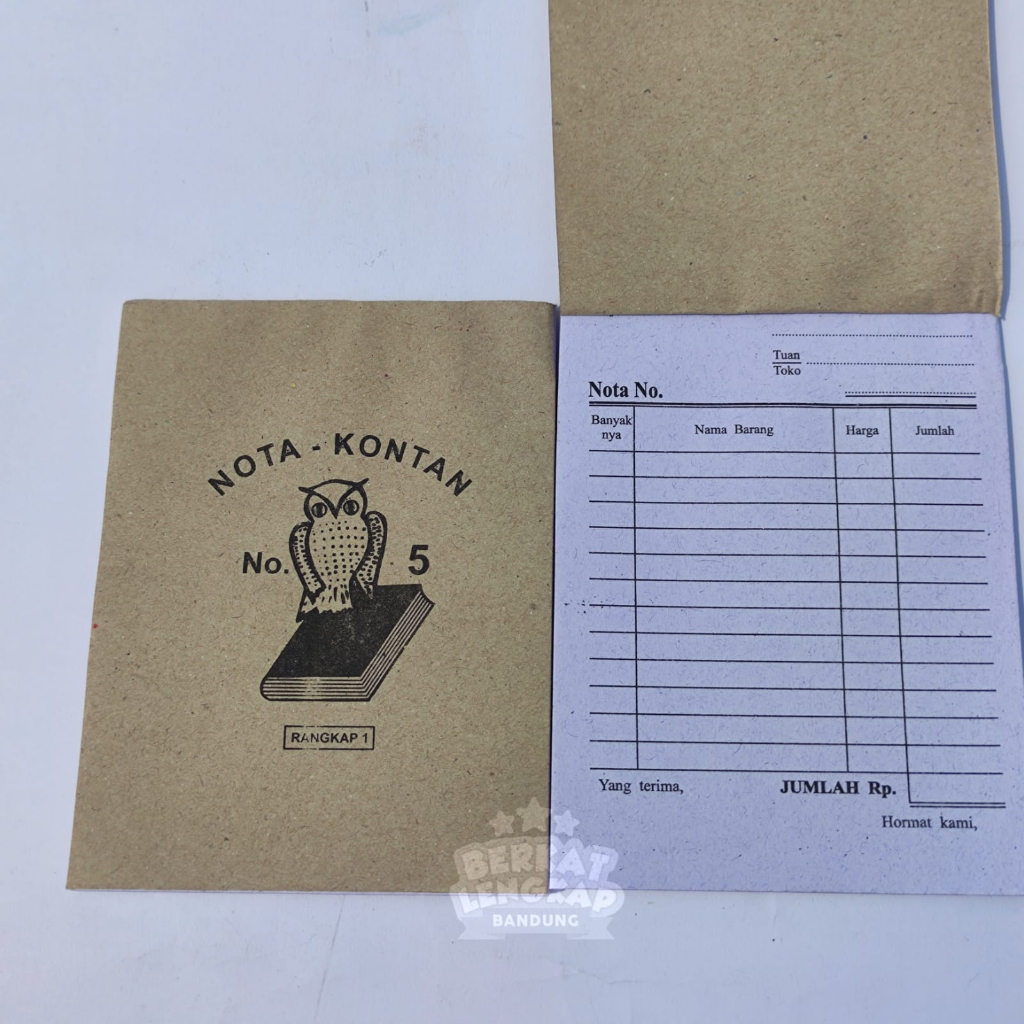 NOTA - KONTAN
No. 5
RANGKAP 1
Tuan
Toko
Nota No.
Banyak nya Nama Barang Harga Jumlah
Yang terima, JUMLAH Rp.
Hormat kami,
BERKAT
LENGKAP
BANDUNG